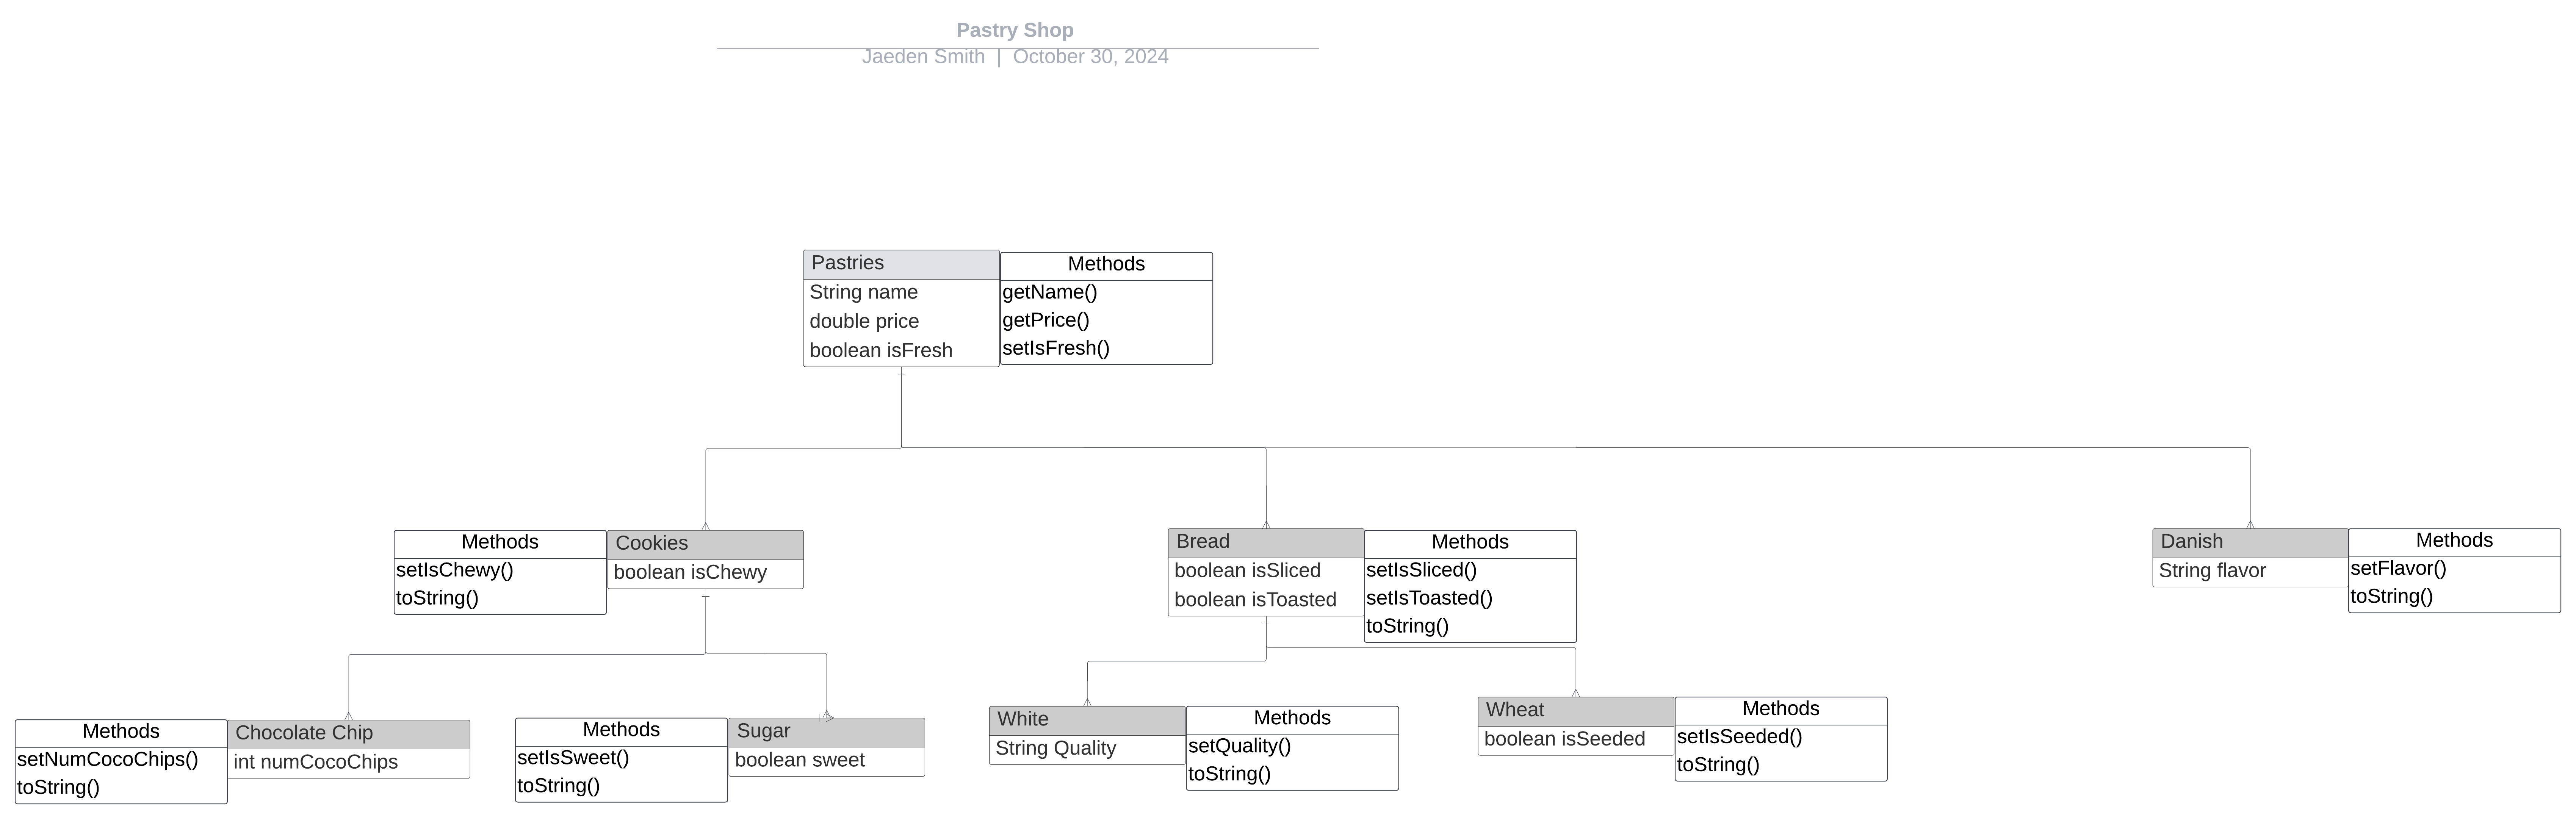 Pastry Shop
Jaeden Smith | October 30, 2024
Pastries
String name
double price
boolean isFresh
Methods
getName()
getPrice()
setIsFresh()
Methods
setIsChewy()
toString()
Cookies
boolean isChewy
Bread
boolean isSliced
boolean isToasted
Methods
setIsSliced()
setIsToasted()
toString()
Danish
String flavor
Methods
setFlavor()
toString()
Methods
setNumCocoChips()
toString()
Chocolate Chip
int numCocoChips
Methods
setIsSweet()
toString()
Sugar
boolean sweet
White
String Quality
Methods
setQuality()
toString()
Wheat
boolean isSeeded
Methods
setIsSeeded()
toString()